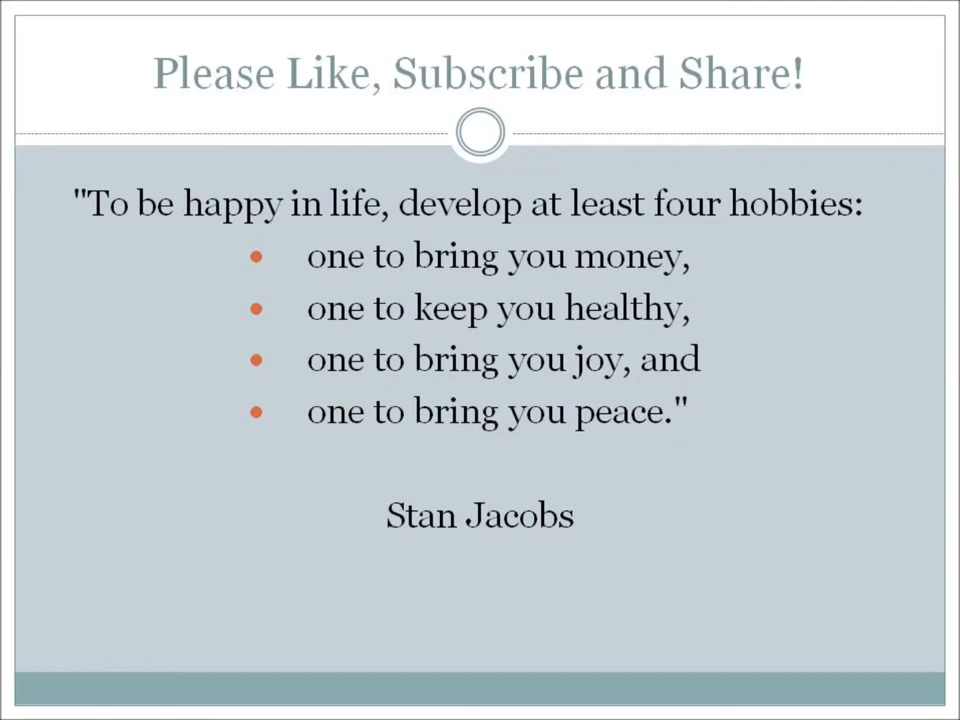 Please Like, Subscribe and Share!
"To be happy in life, develop at least four hobbies:
• one to bring you money,
• one to keep you healthy,
• one to bring you joy, and
• one to bring you peace."
Stan Jacobs